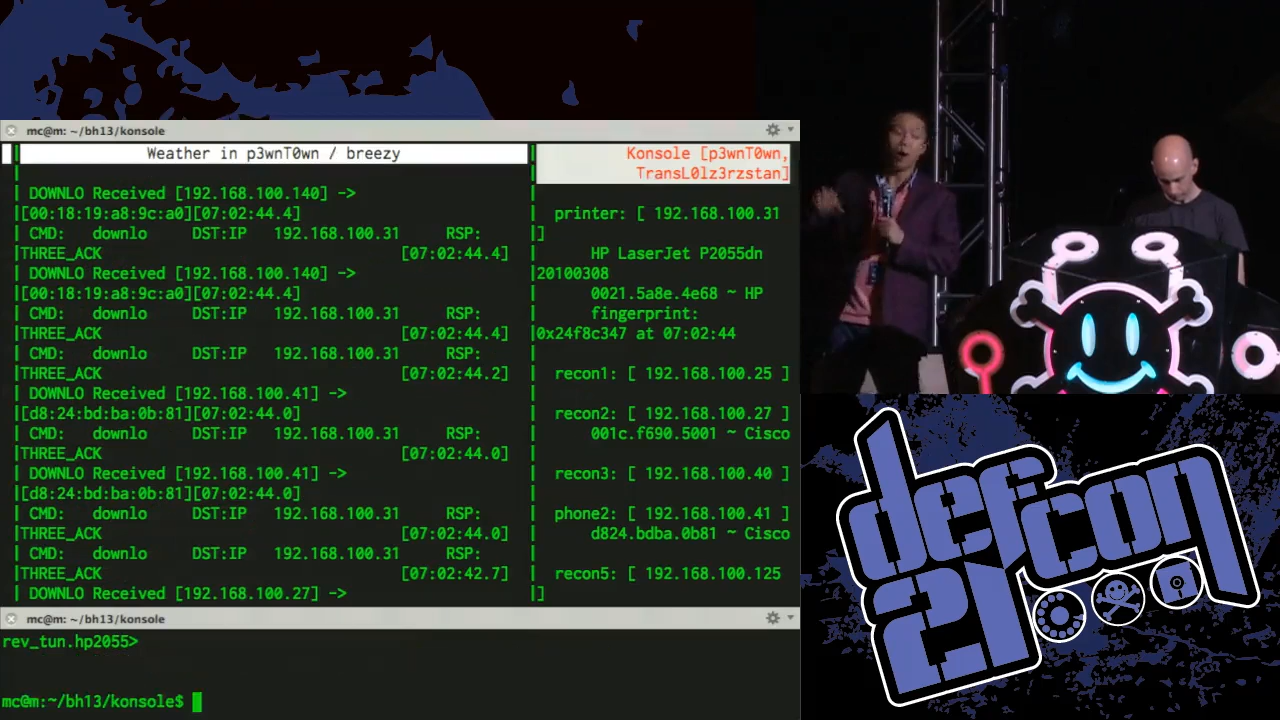 mc@m: ~/bh13/konsole
Weather in p3wnT0wn / breezy
DOWNLO Received [192.168.100.140] ->
|[00:18:19:a8:9c:a0][07:02:44.4]
| CMD: downlo DST:IP 192.168.100.31 RSP:
|THREE_ACK [07:02:44.4]
| DOWNLO Received [192.168.100.140] ->
|[00:18:19:a8:9c:a0][07:02:44.4]
| CMD: downlo DST:IP 192.168.100.31 RSP:
|THREE_ACK [07:02:44.4]
| CMD: downlo DST:IP 192.168.100.31 RSP:
|THREE_ACK [07:02:44.2]
| DOWNLO Received [192.168.100.41] ->
|[d8:24:bd:ba:0b:81][07:02:44.0]
| CMD: downlo DST:IP 192.168.100.31 RSP:
|THREE_ACK [07:02:44.0]
| DOWNLO Received [192.168.100.41] ->
|[d8:24:bd:ba:0b:81][07:02:44.0]
| CMD: downlo DST:IP 192.168.100.31 RSP:
|THREE_ACK [07:02:44.0]
| CMD: downlo DST:IP 192.168.100.31 RSP:
|THREE_ACK [07:02:42.7]
| DOWNLO Received [192.168.100.27] ->
Konsole [p3wnT0wn,
TransL0lz3rzstan]
printer: [ 192.168.100.31
|]
| HP LaserJet P2055dn
|20100308
| 0021.5a8e.4e68 ~ HP
| fingerprint:
|0x24f8c347 at 07:02:44
|
| recon1: [ 192.168.100.25 ]
|
| recon2: [ 192.168.100.27 ]
| 001c.f690.5001 ~ Cisco
|
| recon3: [ 192.168.100.40 ]
|
| phone2: [ 192.168.100.41 ]
| d824.bdba.0b81 ~ Cisco
|
| recon5: [ 192.168.100.125
|]
mc@m: ~/bh13/konsole
rev_tun.hp2055>
mc@m:~/bh13/konsole$
defcon
21